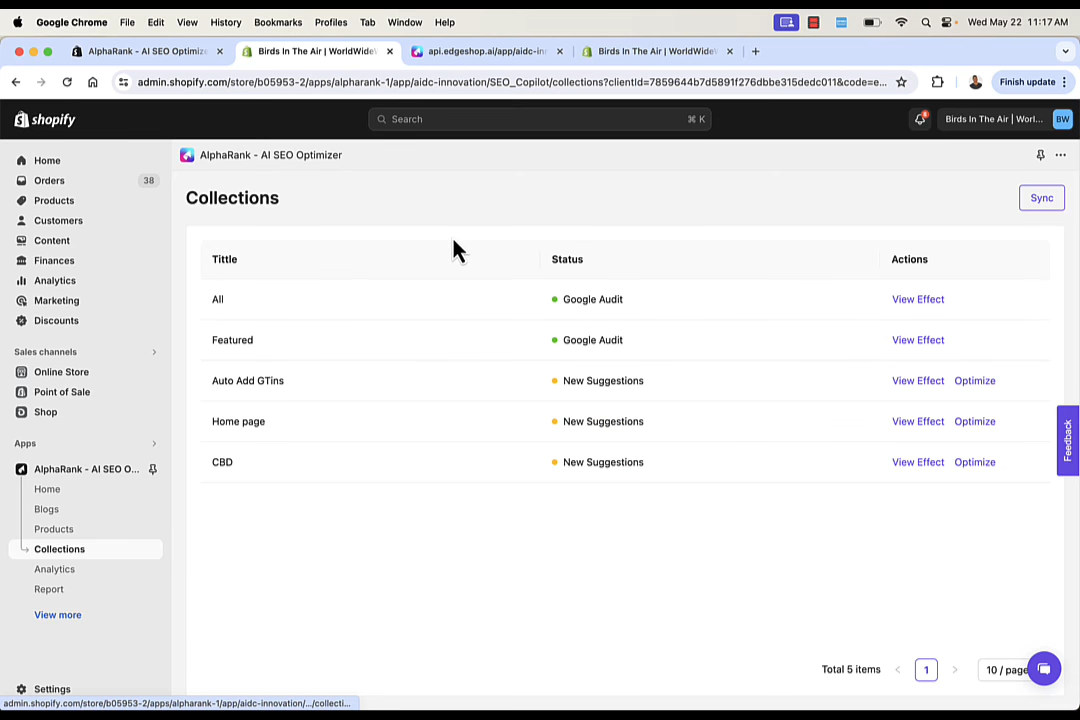 Google Chrome File Edit View History Bookmarks Profiles Tab Window Help Wed May 22 11:17 AM
AlphaRank - AI SEO Optimize
Birds In The Air | WorldWide
api.edgeshop.ai/app/aidc-in
Birds In The Air | WorldWide
admin.shopify.com/store/b05953-2/apps/alpharank-1/app/aidc-innovation/SEO_Copilot/collections?clientId=7859644b7d5891f276dbbe315dedc011&code=e...
Finish update
shopify
Search
⌘ K
8
Birds In The Air | Worl...
BW
Home
Orders 38
Products
Customers
Content
Finances
Analytics
Marketing
Discounts
Sales channels
Online Store
Point of Sale
Shop
Apps
AlphaRank - AI SEO O...
Home
Blogs
Products
Collections
Analytics
Report
View more
Settings
AlphaRank - AI SEO Optimizer
Collections
Sync
Tittle Status Actions
All Google Audit View Effect
Featured Google Audit View Effect
Auto Add GTins New Suggestions View Effect Optimize
Home page New Suggestions View Effect Optimize
CBD New Suggestions View Effect Optimize
Feedback
Total 5 items
1
10 / page
admin.shopify.com/store/b05953-2/apps/alpharank-1/app/aidc-innovation/.../collecti...